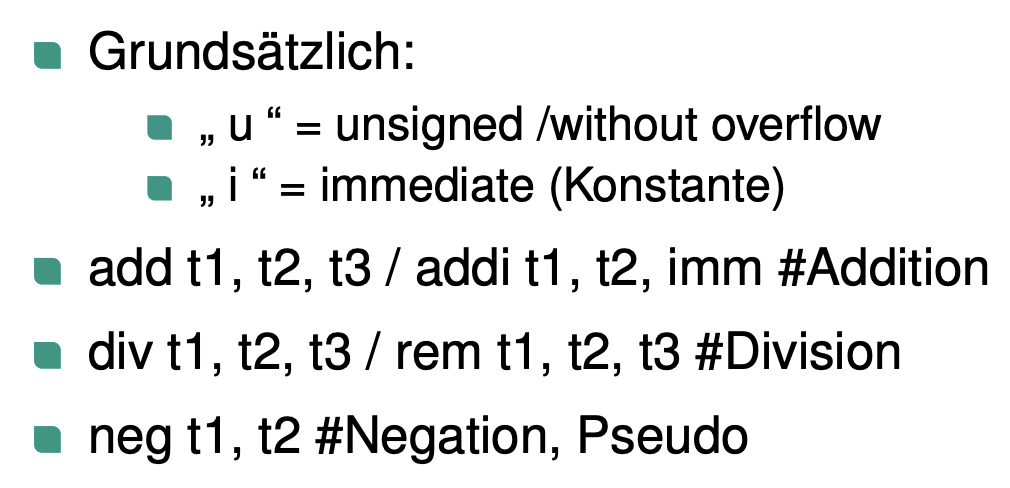 Grundsätzlich:
„ u “ = unsigned /without overflow
„ i “ = immediate (Konstante)
add t1, t2, t3 / addi t1, t2, imm #Addition
div t1, t2, t3 / rem t1, t2, t3 #Division
neg t1, t2 #Negation, Pseudo